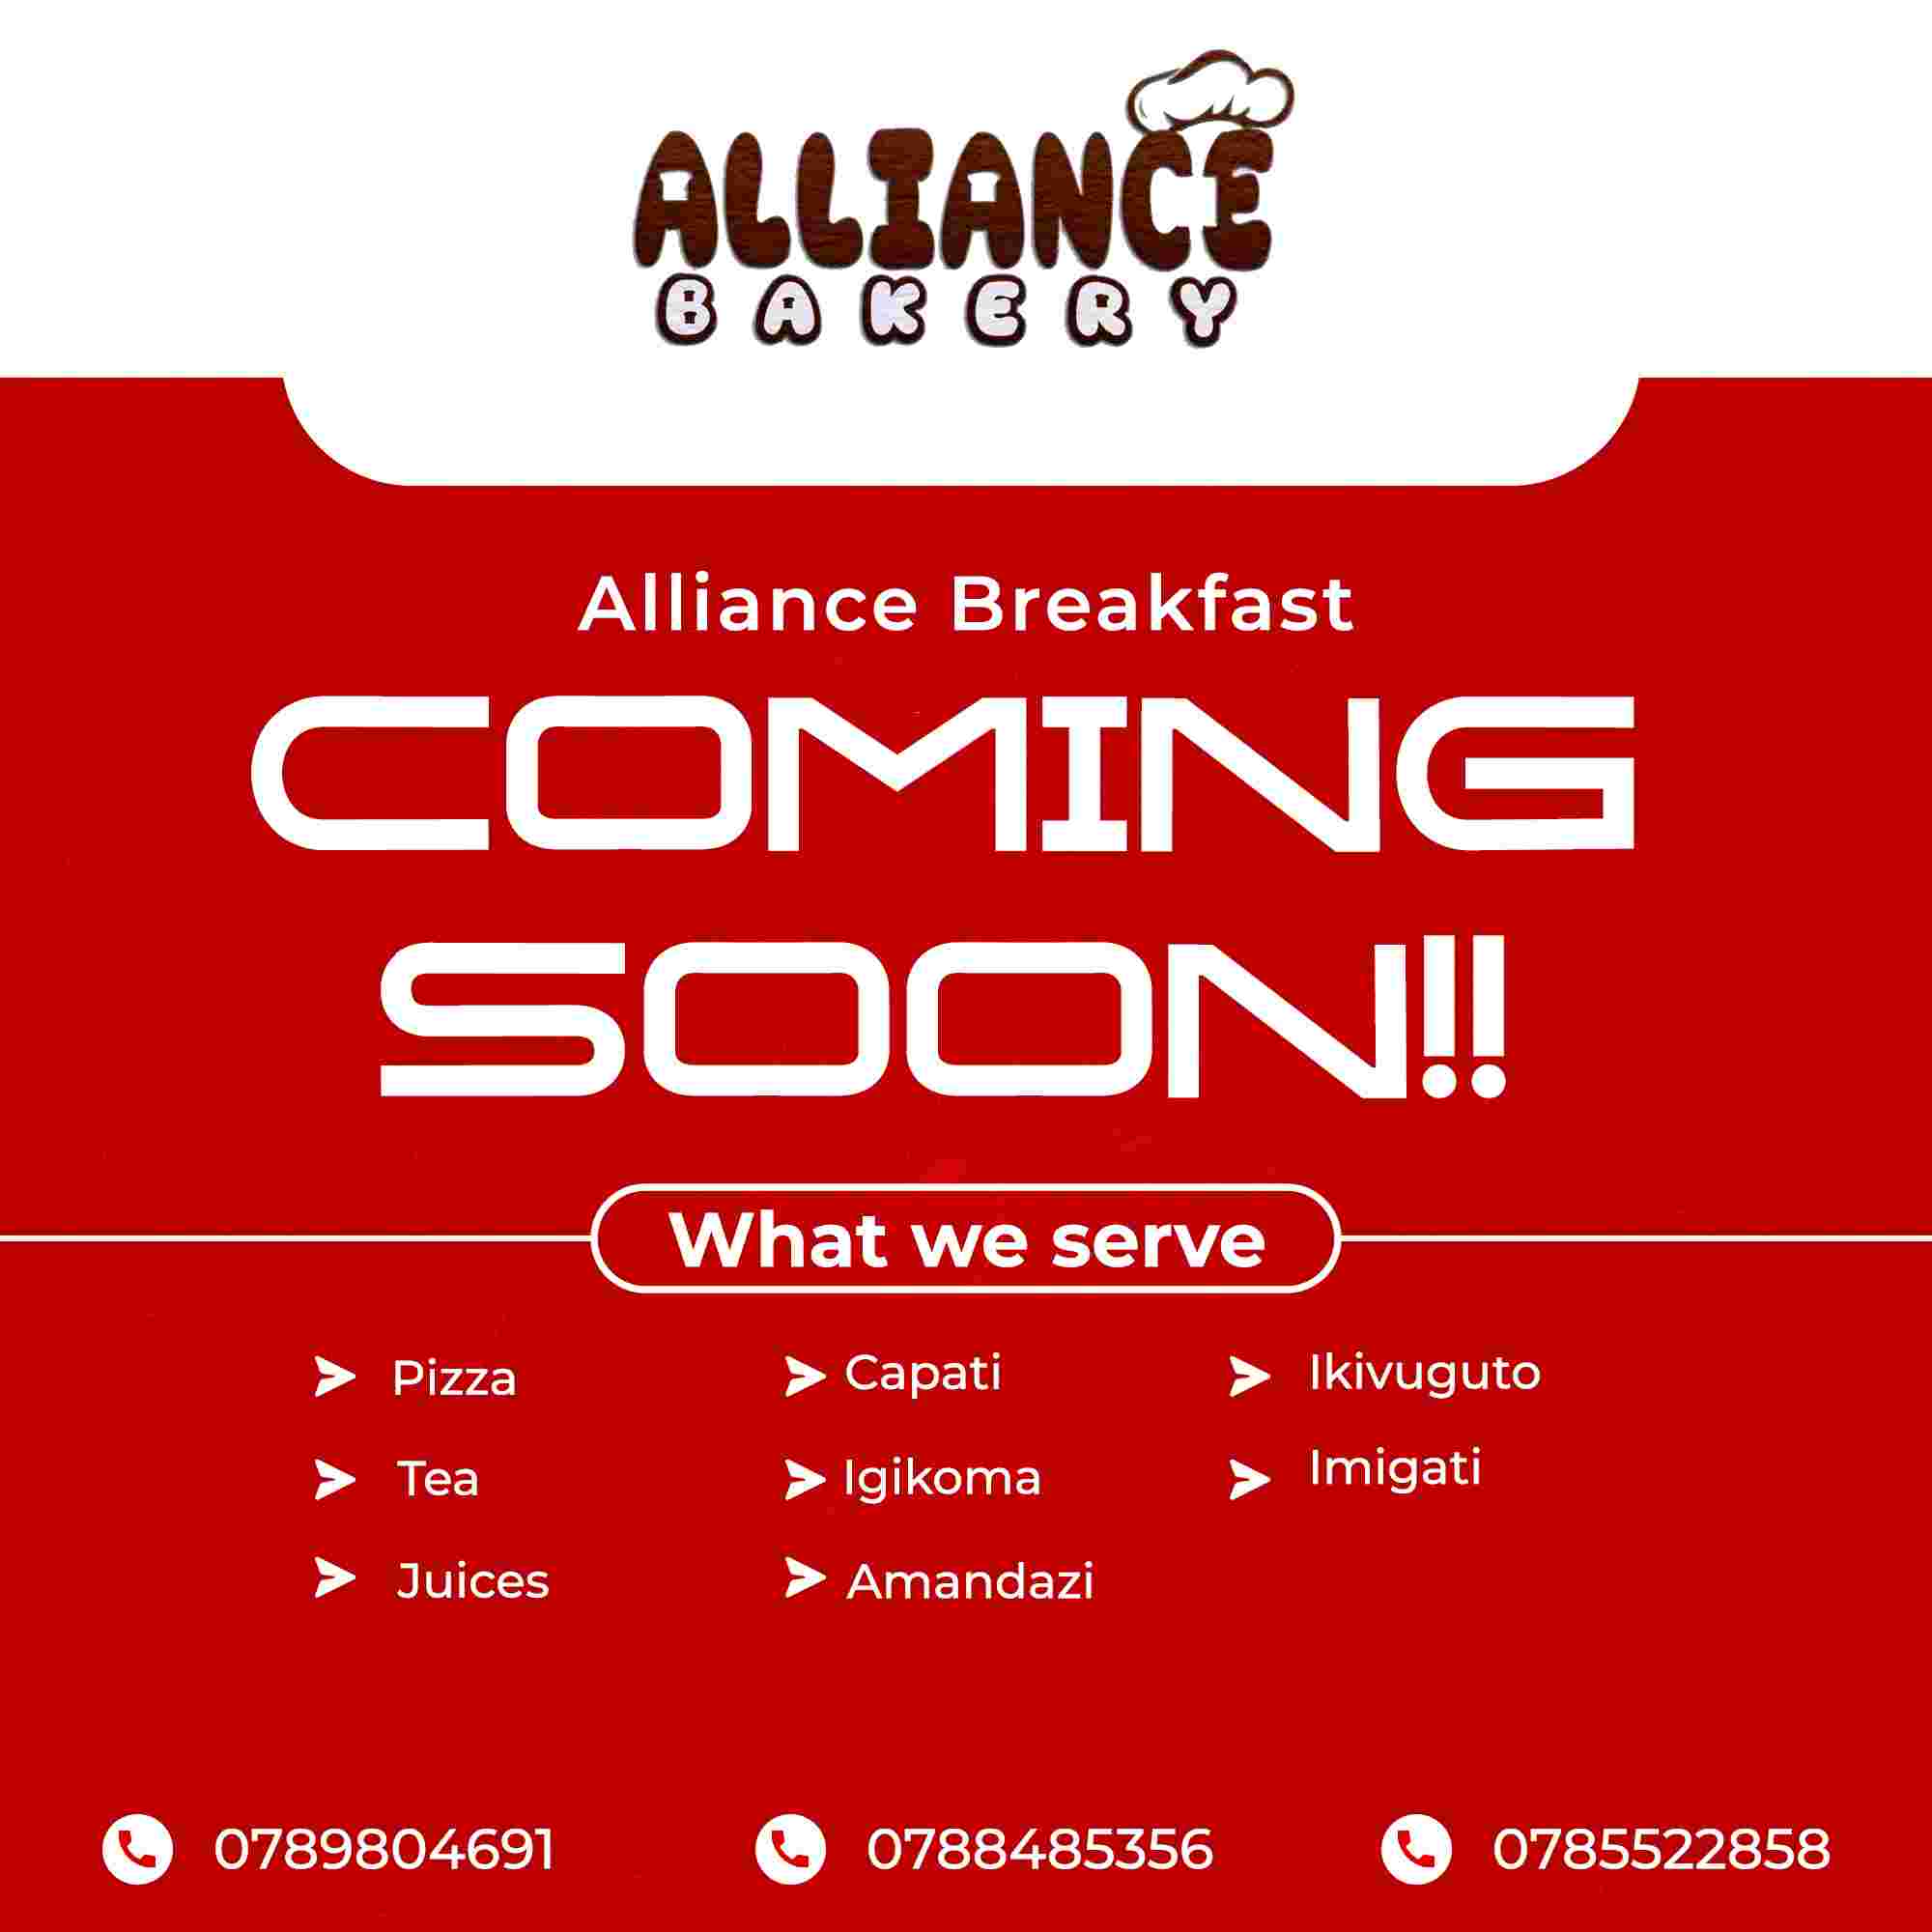 ALLIANCE
BAKERY
Alliance Breakfast
COMING
SOON!!
What we serve
Pizza
Tea
Juices
Capati
Igikoma
Amandazi
Ikivuguto
Imigati
0789804691
0788485356
0785522858